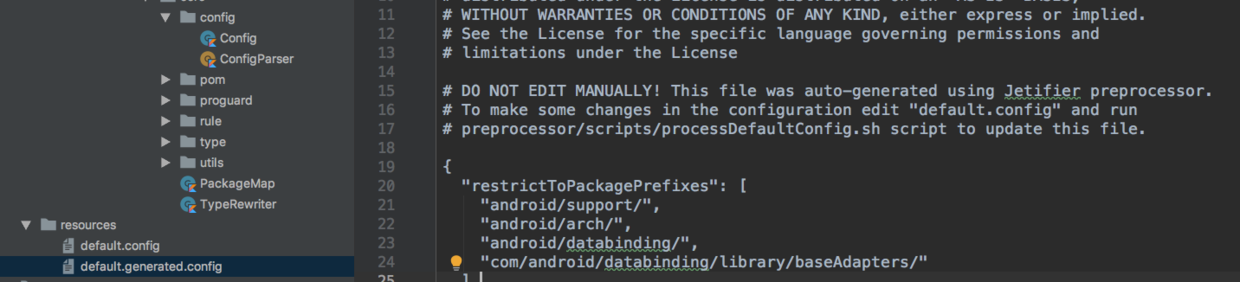 config
Config
ConfigParser
pom
proguard
rule
type
utils
PackageMap
TypeRewriter
resources
default.config
default.generated.config
11 # WITHOUT WARRANTIES OR CONDITIONS OF ANY KIND, either express or implied.
12 # See the License for the specific language governing permissions and
13 # limitations under the License
14
15 # DO NOT EDIT MANUALLY! This file was auto-generated using Jetifier preprocessor.
16 # To make some changes in the configuration edit "default.config" and run
17 # preprocessor/scripts/processDefaultConfig.sh script to update this file.
18
19 {
20 "restrictToPackagePrefixes": [
21 "android/support/",
22 "android/arch/",
23 "android/databinding/",
24 "com/android/databinding/library/baseAdapters/"
25 ]